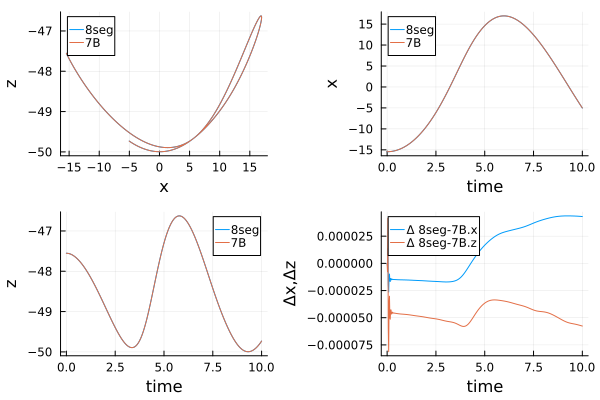 8seg
7B
−47
−48
−49
−50
z
−15 −10 −5 0 5 10 15
x
8seg
7B
15
10
5
0
−5
−10
−15
x
0.0 2.5 5.0 7.5 10.0
time
8seg
7B
−47
−48
−49
−50
z
0.0 2.5 5.0 7.5 10.0
time
Δ 8seg-7B.x
Δ 8seg-7B.z
0.000025
0.000000
−0.000025
−0.000050
−0.000075
Δx,Δz
0.0 2.5 5.0 7.5 10.0
time